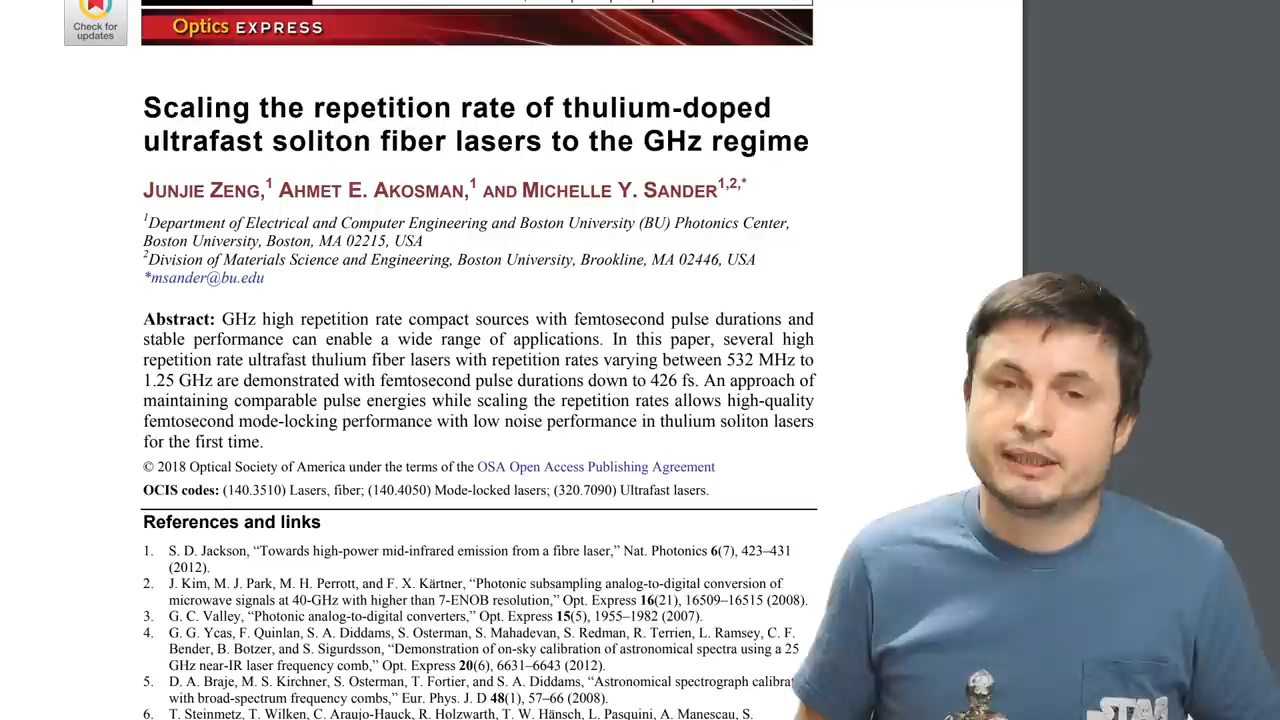 Check for
updates
Optics EXPRESS
Scaling the repetition rate of thulium-doped
ultrafast soliton fiber lasers to the GHz regime
JUNJIE ZENG,1 AHMET E. AKOSMAN,1 AND MICHELLE Y. SANDER1,2,*
1Department of Electrical and Computer Engineering and Boston University (BU) Photonics Center,
Boston University, Boston, MA 02215, USA
2Division of Materials Science and Engineering, Boston University, Brookline, MA 02446, USA
*msander@bu.edu
Abstract: GHz high repetition rate compact sources with femtosecond pulse durations and
stable performance can enable a wide range of applications. In this paper, several high
repetition rate ultrafast thulium fiber lasers with repetition rates varying between 532 MHz to
1.25 GHz are demonstrated with femtosecond pulse durations down to 426 fs. An approach of
maintaining comparable pulse energies while scaling the repetition rates allows high-quality
femtosecond mode-locking performance with low noise performance in thulium soliton lasers
for the first time.
© 2018 Optical Society of America under the terms of the OSA Open Access Publishing Agreement
OCIS codes: (140.3510) Lasers, fiber; (140.4050) Mode-locked lasers; (320.7090) Ultrafast lasers.
References and links
1. S. D. Jackson, “Towards high-power mid-infrared emission from a fibre laser,” Nat. Photonics 6(7), 423–431
(2012).
2. J. Kim, M. J. Park, M. H. Perrott, and F. X. Kärtner, “Photonic subsampling analog-to-digital conversion of
microwave signals at 40-GHz with higher than 7-ENOB resolution,” Opt. Express 16(21), 16509–16515 (2008).
3. G. C. Valley, “Photonic analog-to-digital converters,” Opt. Express 15(5), 1955–1982 (2007).
4. G. G. Ycas, F. Quinlan, S. A. Diddams, S. Osterman, S. Mahadevan, S. Redman, R. Terrien, L. Ramsey, C. F.
Bender, B. Botzer, and S. Sigurdsson, “Demonstration of on-sky calibration of astronomical spectra using a 25
GHz near-IR laser frequency comb,” Opt. Express 20(6), 6631–6643 (2012).
5. D. A. Braje, M. S. Kirchner, S. Osterman, T. Fortier, and S. A. Diddams, “Astronomical spectrograph
with broad-spectrum frequency combs,” Eur. Phys. J. D 48(1), 57–66 (2008).
6. T. Steinmetz, T. Wilken, C. Araujo-Hauck, R. Holzwarth, T. W. Hänsch, L. Pasquini, A. Manescau, S.
STAR